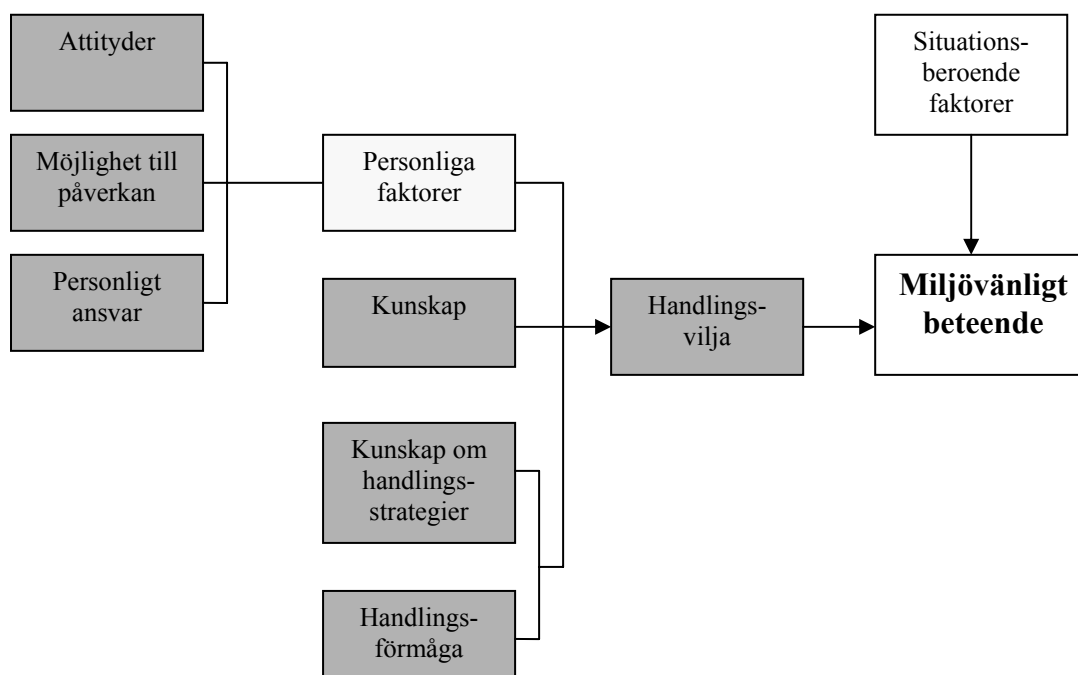 Attityder
Möjlighet till
påverkan
Personligt
ansvar
Personliga
faktorer
Kunskap
Kunskap om
handlings-
strategier
Handlings-
förmåga
Handlings-
vilja
Situations-
beroende
faktorer
Miljövänligt
beteende